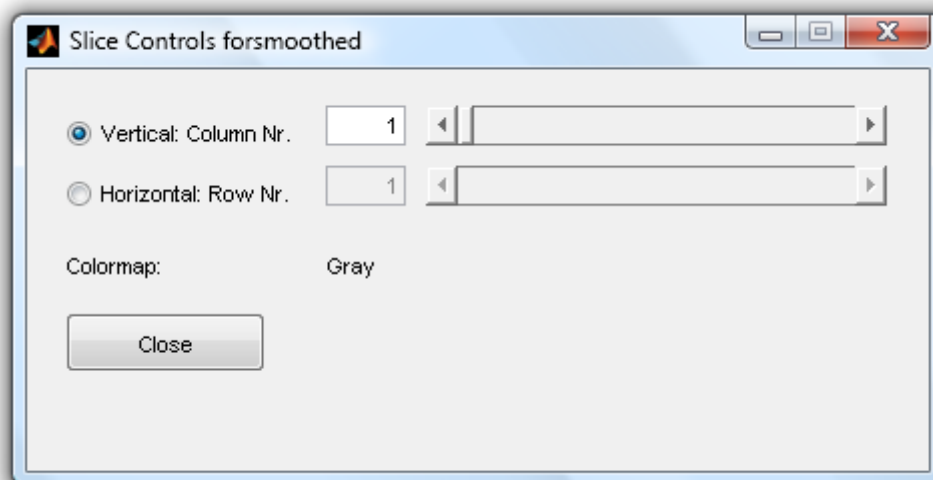 Slice Controls forsmoothed
Vertical: Column Nr. 1
Horizontal: Row Nr. 1
Colormap: Gray
Close